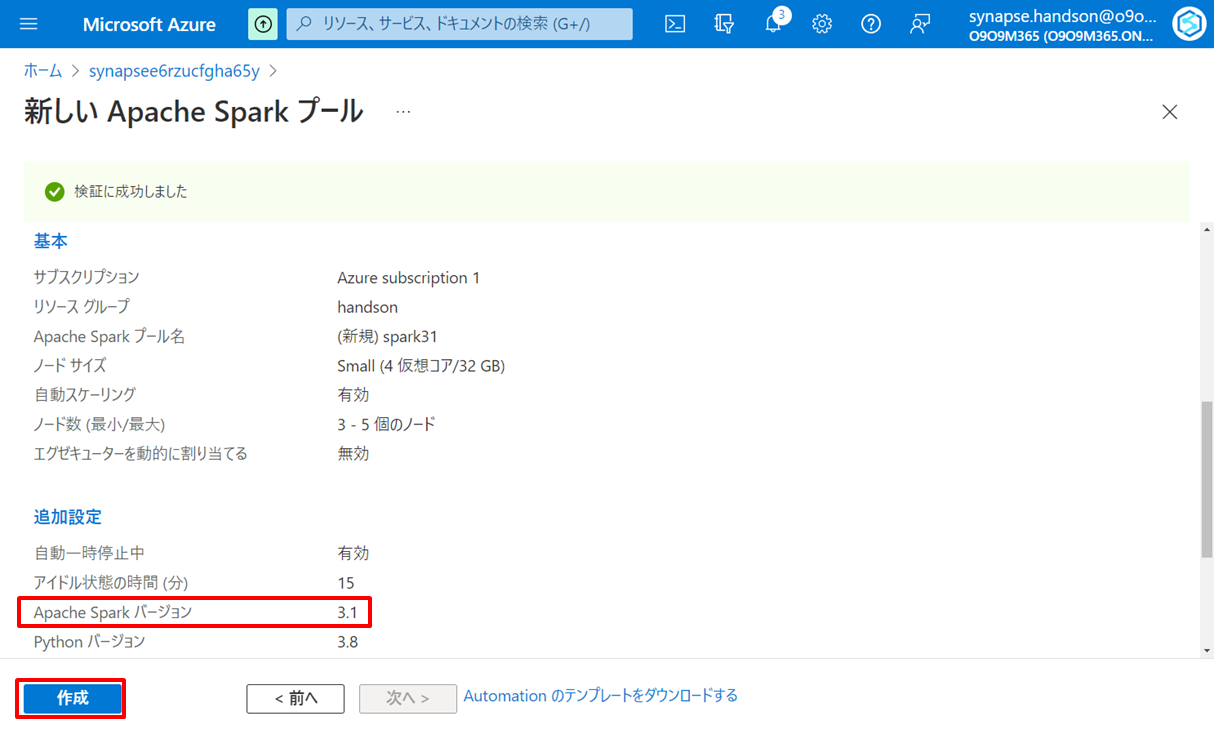 Microsoft Azure
リソース、サービス、ドキュメントの検索 (G+/)
3
synapse.handson@o9o...
O9O9M365 (O9O9M365.ON...
ホーム > synapsee6rzucfgha65y >
新しい Apache Spark プール ...
検証に成功しました
基本
サブスクリプション Azure subscription 1
リソース グループ handson
Apache Spark プール名 (新規) spark31
ノード サイズ Small (4 仮想コア/32 GB)
自動スケーリング 有効
ノード数 (最小/最大) 3 - 5 個のノード
エグゼキューターを動的に割り当てる 無効
追加設定
自動一時停止中 有効
アイドル状態の時間 (分) 15
Apache Spark バージョン 3.1
Python バージョン 3.8
作成 < 前へ 次へ > Automation のテンプレートをダウンロードする